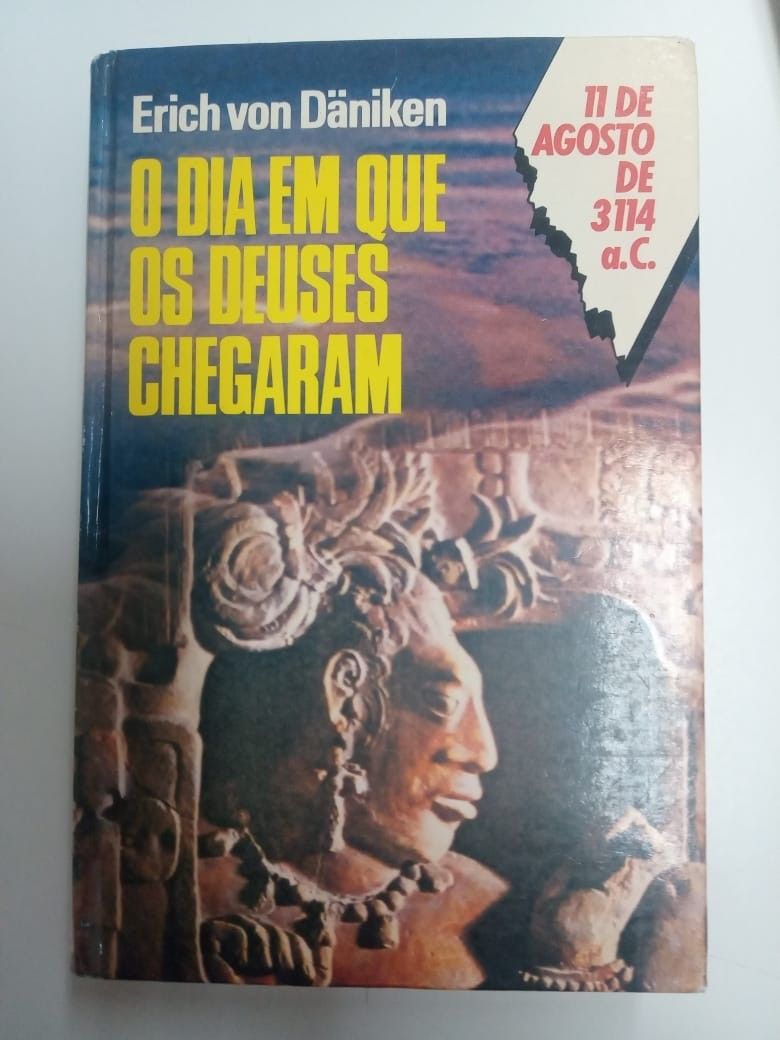 Erich von Däniken
O DIA EM QUE
OS DEUSES
CHEGARAM
11 DE
AGOSTO
DE
3114
a.C.